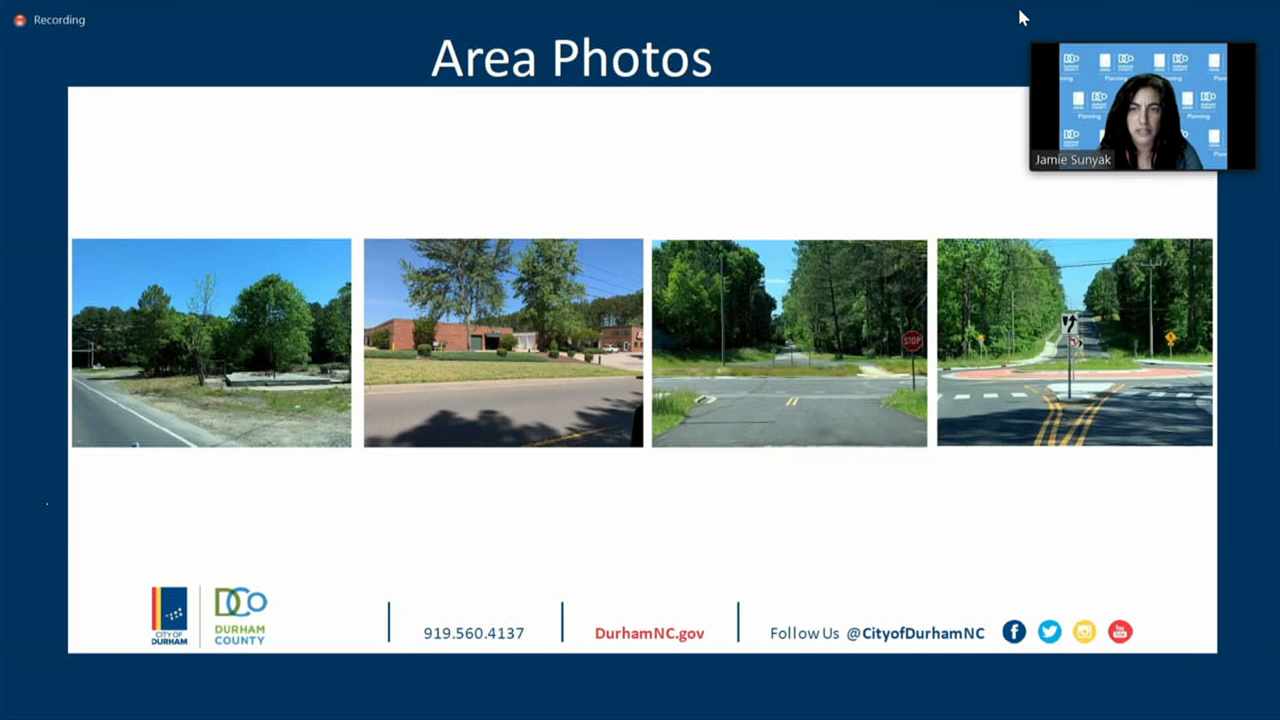 Recording
Area Photos
Planning
Jamie Sunyak
STOP
CITY OF
DURHAM
DCo
DURHAM
COUNTY
919.560.4137
DurhamNC.gov
Follow Us @CityofDurhamNC